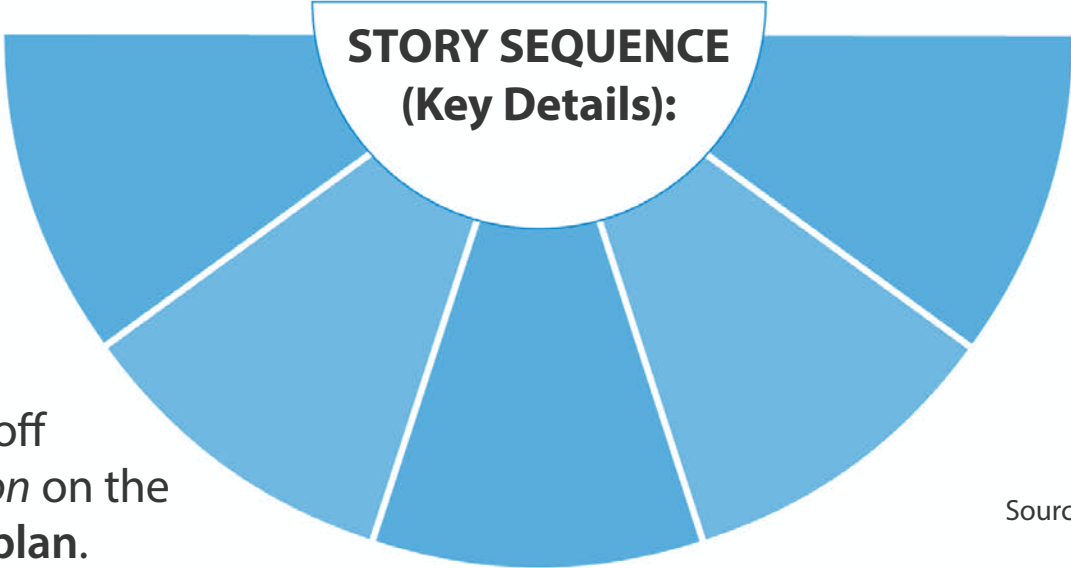 STORY SEQUENCE
(Key Details):
off
on the
plan.